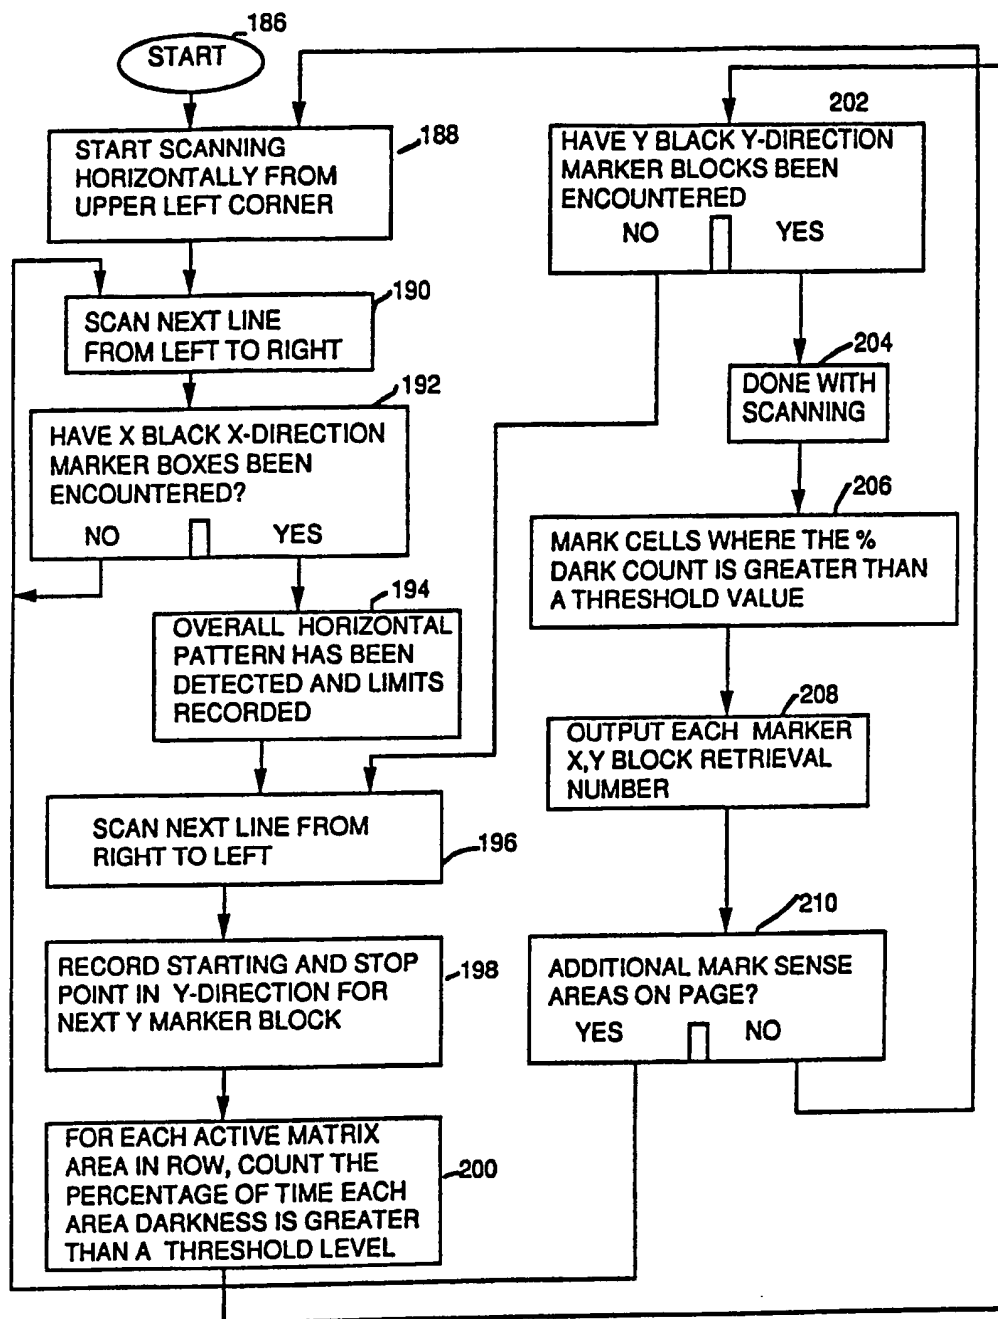 186
START
188
START SCANNING
HORIZONTALLY FROM
UPPER LEFT CORNER
190
SCAN NEXT LINE
FROM LEFT TO RIGHT
192
HAVE X BLACK X-DIRECTION
MARKER BOXES BEEN
ENCOUNTERED?
NO YES
194
OVERALL HORIZONTAL
PATTERN HAS BEEN
DETECTED AND LIMITS
RECORDED
SCAN NEXT LINE FROM
RIGHT TO LEFT
196
RECORD STARTING AND STOP
POINT IN Y-DIRECTION FOR
NEXT Y MARKER BLOCK
198
FOR EACH ACTIVE MATRIX
AREA IN ROW, COUNT THE
PERCENTAGE OF TIME EACH
AREA DARKNESS IS GREATER
THAN A THRESHOLD LEVEL
200
202
HAVE Y BLACK Y-DIRECTION
MARKER BLOCKS BEEN
ENCOUNTERED
NO YES
204
DONE WITH
SCANNING
206
MARK CELLS WHERE THE %
DARK COUNT IS GREATER THAN
A THRESHOLD VALUE
208
OUTPUT EACH MARKER
X,Y BLOCK RETRIEVAL
NUMBER
210
ADDITIONAL MARK SENSE
AREAS ON PAGE?
YES NO